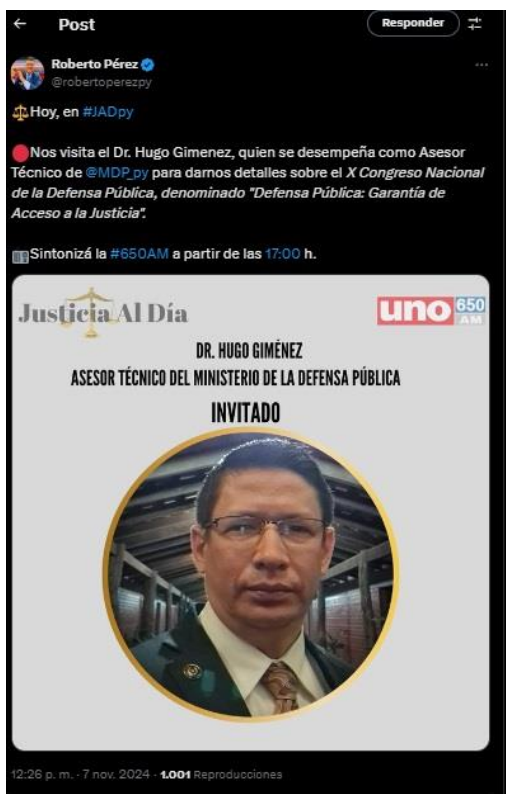 Post
Responder
Roberto Pérez
@robertoperezpy
Hoy, en #JADpy
Nos visita el Dr. Hugo Gimenez, quien se desempeña como Asesor
Técnico de @MDP_py para darnos detalles sobre el X Congreso Nacional
de la Defensa Pública, denominado "Defensa Pública: Garantía de
Acceso a la Justicia".
Sintonizá la #650AM a partir de las 17:00 h.
Justicia Al Día
uno 650
AM
DR. HUGO GIMÉNEZ
ASESOR TÉCNICO DEL MINISTERIO DE LA DEFENSA PÚBLICA
INVITADO
12:26 p. m. · 7 nov. 2024 · 1.001 Reproducciones